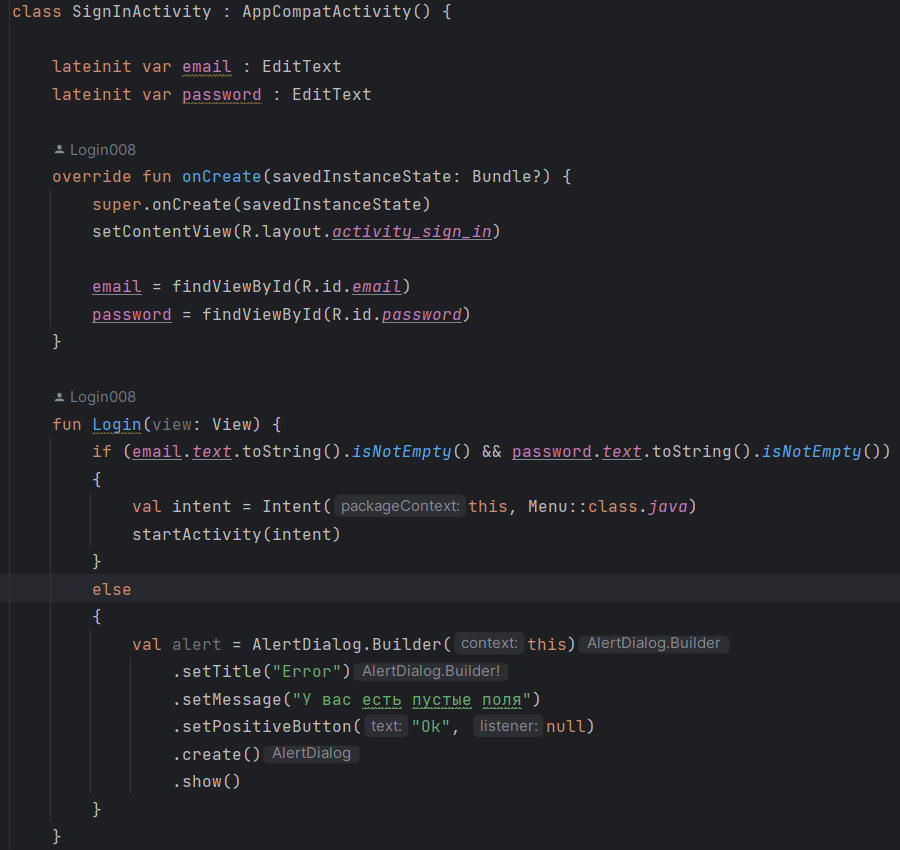 class SignInActivity : AppCompatActivity() {
lateinit var email : EditText
lateinit var password : EditText
Login008
override fun onCreate(savedInstanceState: Bundle?) {
super.onCreate(savedInstanceState)
setContentView(R.layout.activity_sign_in)
email = findViewById(R.id.email)
password = findViewById(R.id.password)
}
Login008
fun Login(view: View) {
if (email.text.toString().isNotEmpty() && password.text.toString().isNotEmpty())
{
val intent = Intent( packageContext: this, Menu::class.java)
startActivity(intent)
}
else
{
val alert = AlertDialog.Builder( context: this) AlertDialog.Builder
.setTitle("Error") AlertDialog.Builder!
.setMessage("У вас есть пустые поля")
.setPositiveButton( text: "Ok", listener: null)
.create() AlertDialog
.show()
}
}